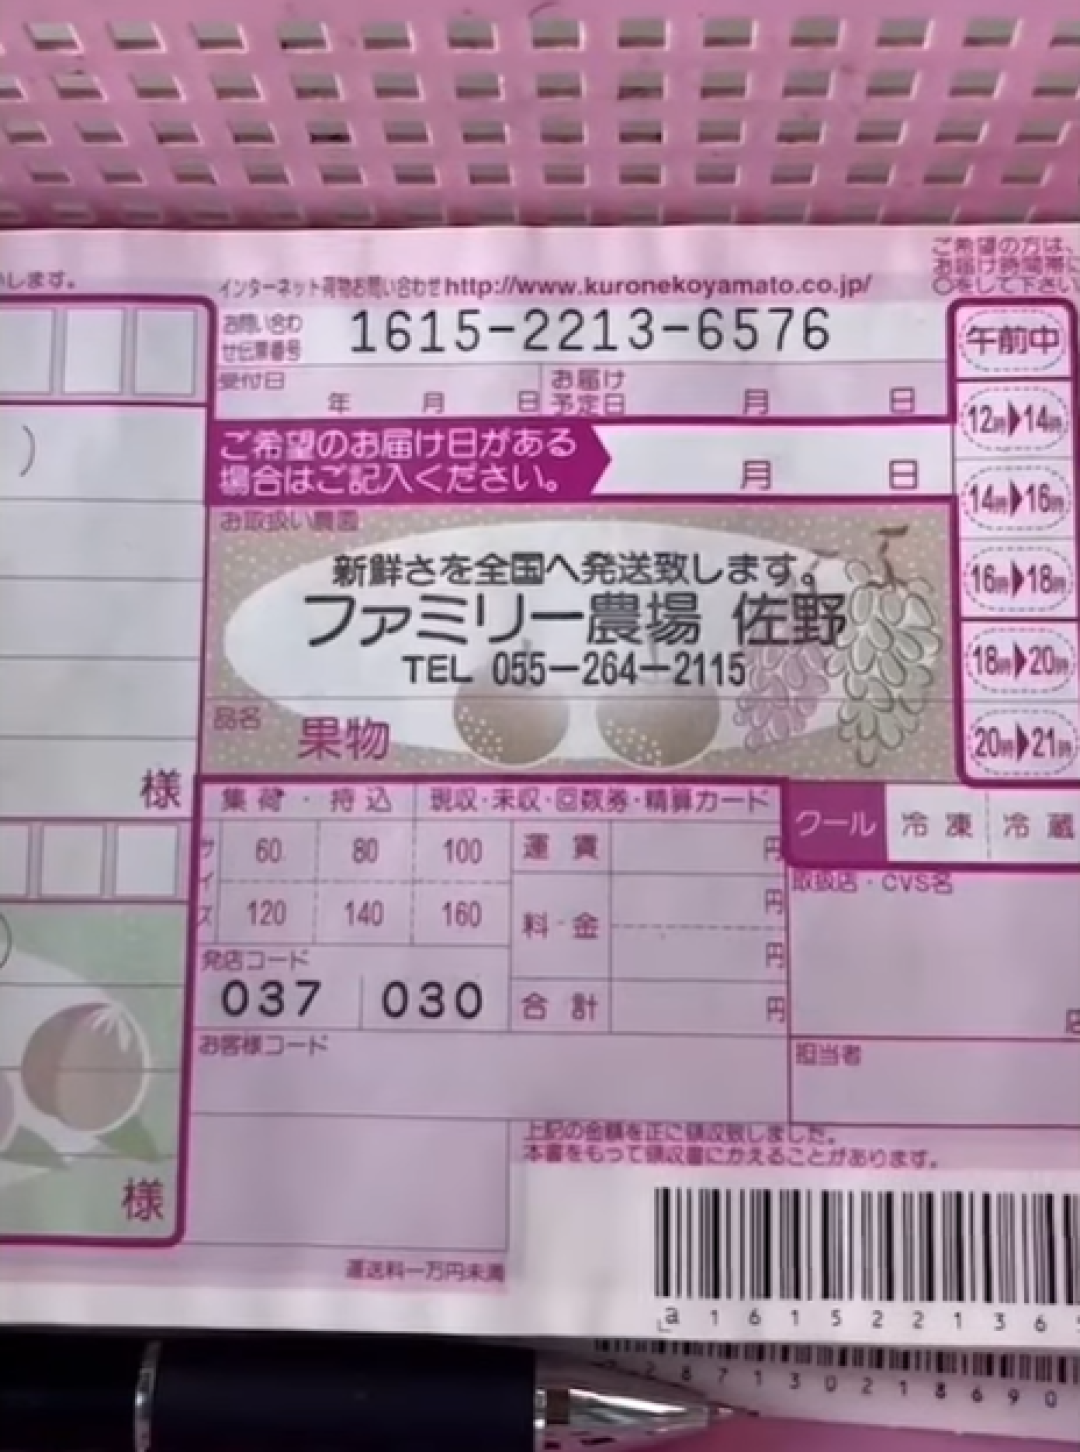 ご希望の方は、
お届け時間帯に
〇をして下さい
します。
インターネット荷物お問い合わせhttp://www.kuronekoyamato.co.jp/
お問い合わ
せ伝票番号
1615-2213-6576
午前中
受付日
年 月 日
お届け
予定日
月 日
12時▶14時
ご希望のお届け日がある
場合はご記入ください。
月 日
14時▶16時
お取扱い農園
新鮮さを全国へ発送致します。
16時▶18時
ファミリー農場 佐野
TEL 055-264-2115
18時▶20時
品名
果物
20時▶21時
様
集荷・持込
現収・未収・回数券・精算カード
クール
冷凍
冷蔵
サイズ
60 80 100
120 140 160
運賃
円
料・金
円
円
合計
円
取扱店・CVS名
店
発店コード
037 030
お客様コード
担当者
上記の金額を正に領収致しました。
本書をもって領収書にかえることがあります。
様
運送料一万円未満
a161522136
87130218690